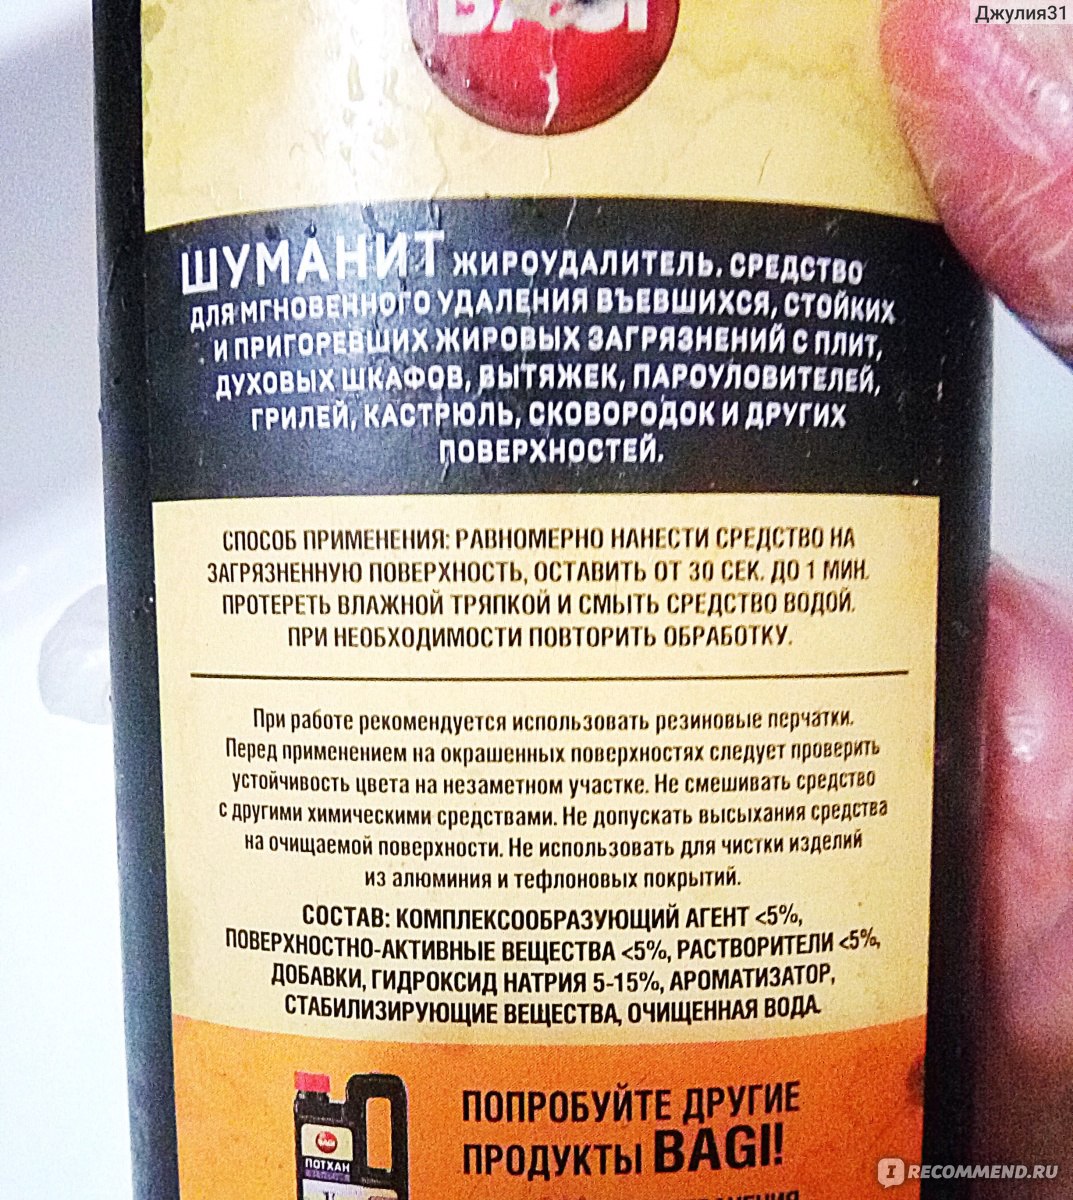 Джулия31
BAGI
ШУМАНИТ ЖИРОУДАЛИТЕЛЬ. СРЕДСТВО
ДЛЯ МГНОВЕННОГО УДАЛЕНИЯ ВЪЕВШИХСЯ, СТОЙКИХ
И ПРИГОРЕВШИХ ЖИРОВЫХ ЗАГРЯЗНЕНИЙ С ПЛИТ,
ДУХОВЫХ ШКАФОВ, ВЫТЯЖЕК, ПАРОУЛОВИТЕЛЕЙ,
ГРИЛЕЙ, КАСТРЮЛЬ, СКОВОРОДОК И ДРУГИХ
ПОВЕРХНОСТЕЙ.
СПОСОБ ПРИМЕНЕНИЯ: РАВНОМЕРНО НАНЕСТИ СРЕДСТВО НА
ЗАГРЯЗНЕННУЮ ПОВЕРХНОСТЬ, ОСТАВИТЬ ОТ 30 СЕК. ДО 1 МИН.
ПРОТЕРЕТЬ ВЛАЖНОЙ ТРЯПКОЙ И СМЫТЬ СРЕДСТВО ВОДОЙ.
ПРИ НЕОБХОДИМОСТИ ПОВТОРИТЬ ОБРАБОТКУ.
При работе рекомендуется использовать резиновые перчатки.
Перед применением на окрашенных поверхностях следует проверить
устойчивость цвета на незаметном участке. Не смешивать средство
с другими химическими средствами. Не допускать высыхания средства
на очищаемой поверхности. Не использовать для чистки изделий
из алюминия и тефлоновых покрытий.
СОСТАВ: КОМПЛЕКСООБРАЗУЮЩИЙ АГЕНТ <5%,
ПОВЕРХНОСТНО-АКТИВНЫЕ ВЕЩЕСТВА <5%, РАСТВОРИТЕЛИ <5%,
ДОБАВКИ, ГИДРОКСИД НАТРИЯ 5-15%, АРОМАТИЗАТОР,
СТАБИЛИЗИРУЮЩИЕ ВЕЩЕСТВА, ОЧИЩЕННАЯ ВОДА.
ПОПРОБУЙТЕ ДРУГИЕ
ПРОДУКТЫ BAGI!
BAGI
ПОТХАН
IRECOMMEND.RU